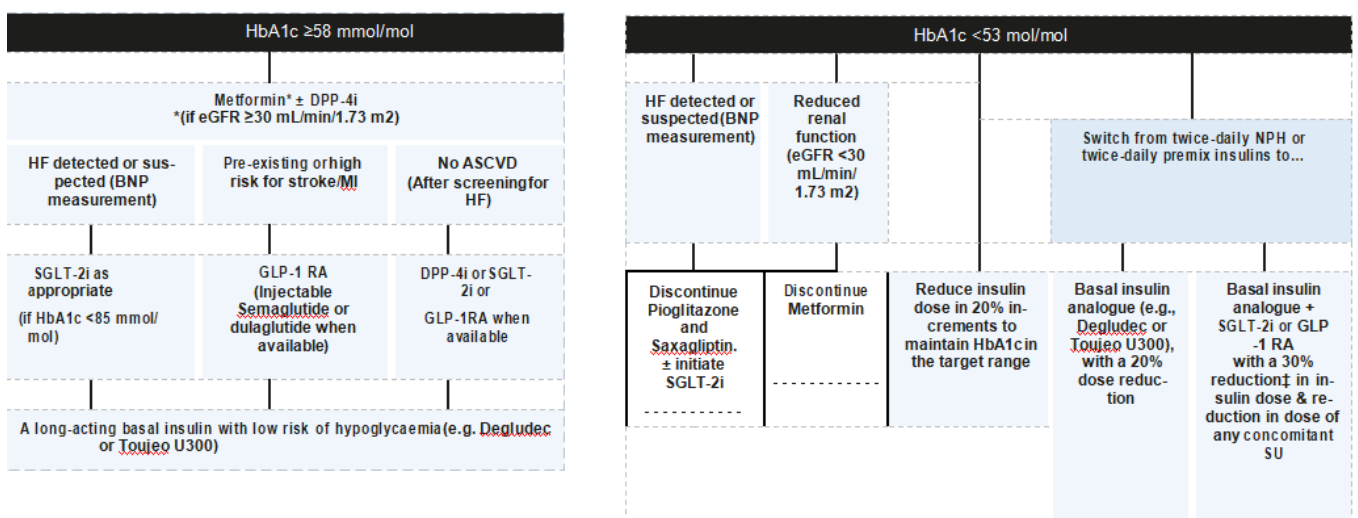 HbA1c ≥58 mmol/mol
Metformin* ± DPP-4i
*(if eGFR ≥30 mL/min/1.73 m2)
HF detected or sus-
pected (BNP
measurement)
Pre-existing or high
risk for stroke/MI
No ASCVD
(After screening for
HF)
SGLT-2i as
appropriate
(if HbA1c <85 mmol/
mol)
GLP-1 RA
(Injectable
Semaglutide or
dulaglutide when
available)
DPP-4i or SGLT-
2i or
GLP-1RA when
available
A long-acting basal insulin with low risk of hypoglycaemia (e.g. Degludec
or Toujeo U300)
HbA1c <53 mol/mol
HF detected or
suspected (BNP
measurement)
Reduced
renal
function
(eGFR <30
mL/min/
1.73 m2)
Switch from twice-daily NPH or
twice-daily premix insulins to...
Discontinue
Pioglitazone
and
Saxagliptin.
± initiate
SGLT-2i
Discontinue
Metformin
Reduce insulin
dose in 20% in-
crements to
maintain HbA1c in
the target range
Basal insulin
analogue (e.g.,
Degludec or
Toujeo U300),
with a 20%
dose reduc-
tion
Basal insulin
analogue +
SGLT-2i or GLP
-1 RA
with a 30%
reduction‡ in in-
sulin dose & re-
duction in dose of
any concomitant
SU